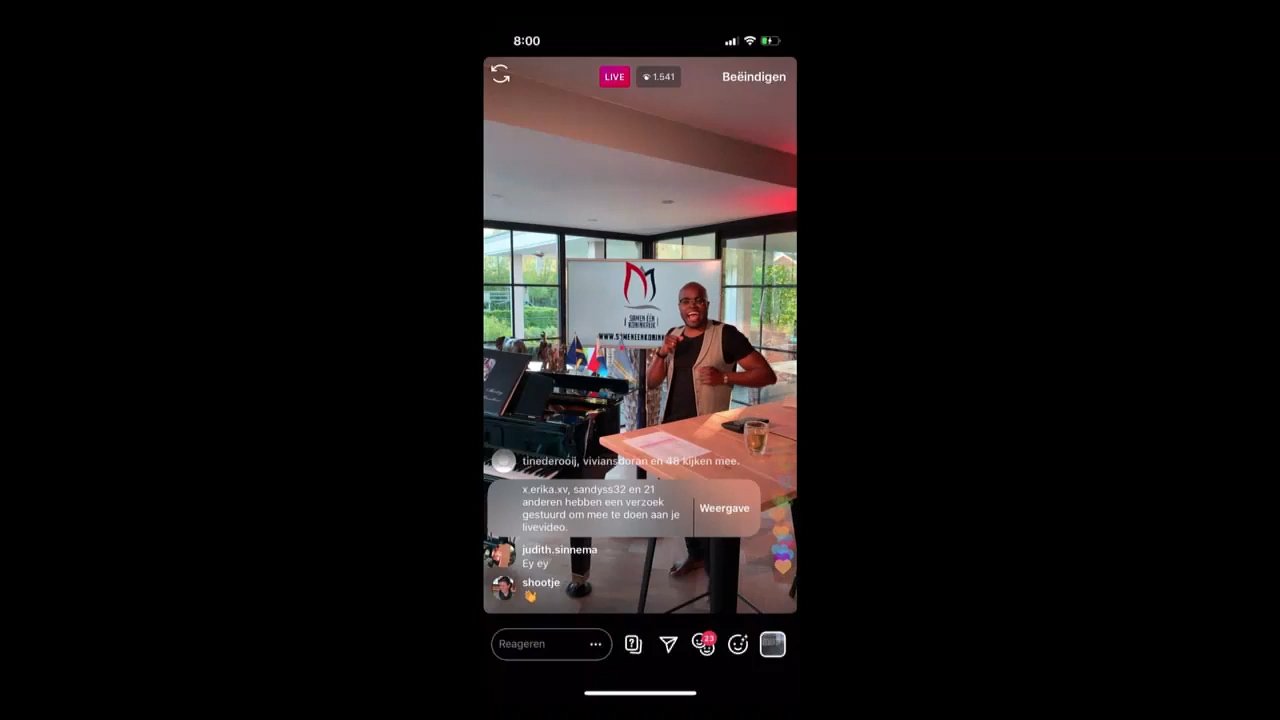 8:00
LIVE
1.541
Beëindigen
SAMEN ÉÉN
KONINKRIJK
tinederooij, viviansdoran en 48 kijken mee.
x.erika.xv, sandyss32 en 21
anderen hebben een verzoek
gestuurd om mee te doen aan je
livevideo.
Weergave
judith.sinnema
Ey ey
shootje
Reageren
23